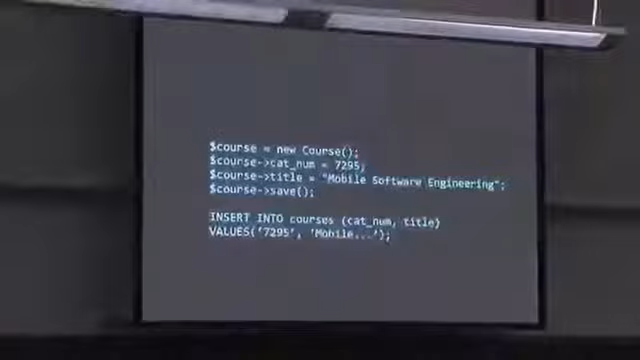 $course = new Course();
$course->cat_num = 7295;
$course->title = "Mobile Software Engineering";
$course->save();
INSERT INTO courses (cat_num, title)
VALUES('7295', 'Mobile...');